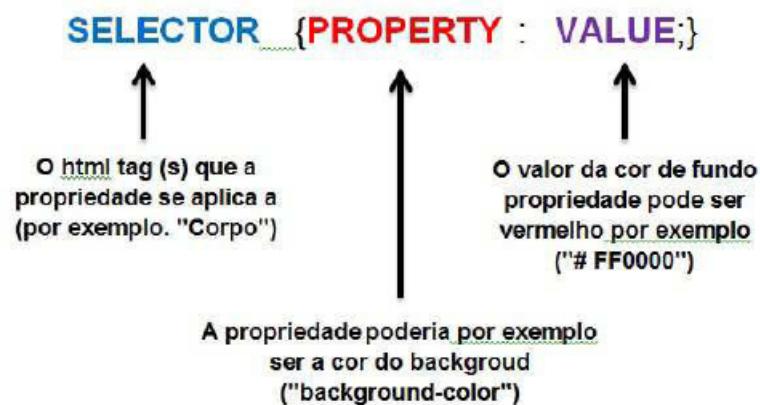 SELECTOR {PROPERTY : VALUE;}
O html tag (s) que a
propriedade se aplica a
(por exemplo. "Corpo")
O valor da cor de fundo
propriedade pode ser
vermelho por exemplo
("# FF0000")
A propriedade poderia por exemplo
ser a cor do backgroud
("background-color")